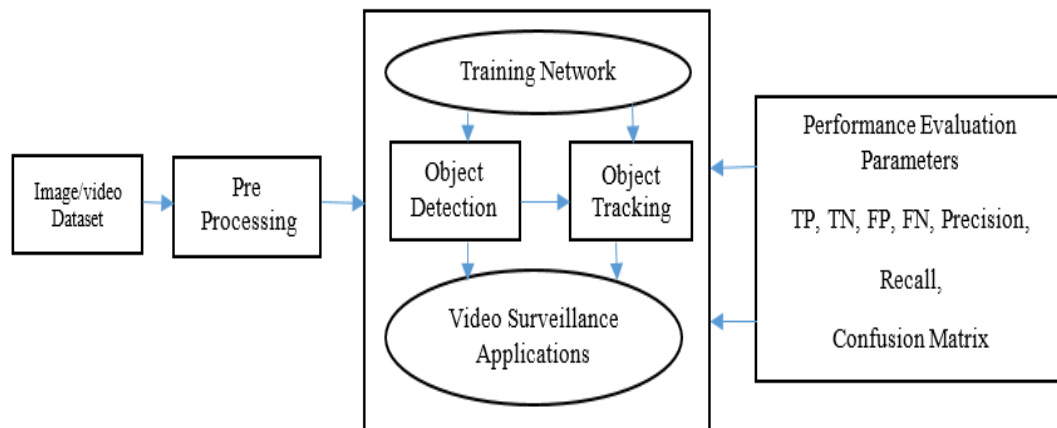 Image/video
Dataset
Pre
Processing
Training Network
Object
Detection
Object
Tracking
Video Surveillance
Applications
Performance Evaluation
Parameters
TP, TN, FP, FN, Precision,
Recall,
Confusion Matrix